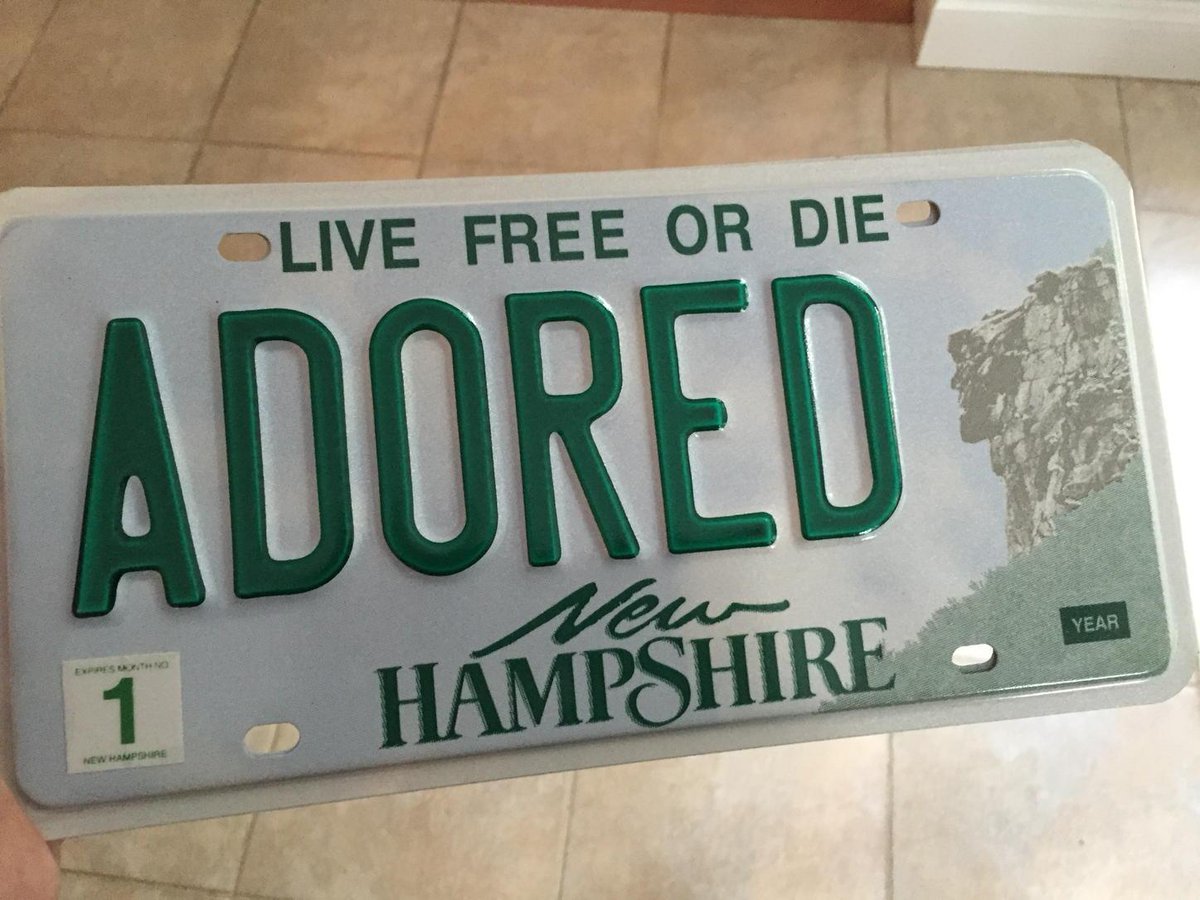 LIVE FREE OR DIE
ADORED
New
HAMPSHIRE
YEAR
EXPIRES MONTH NO.
1
NEW HAMPSHIRE